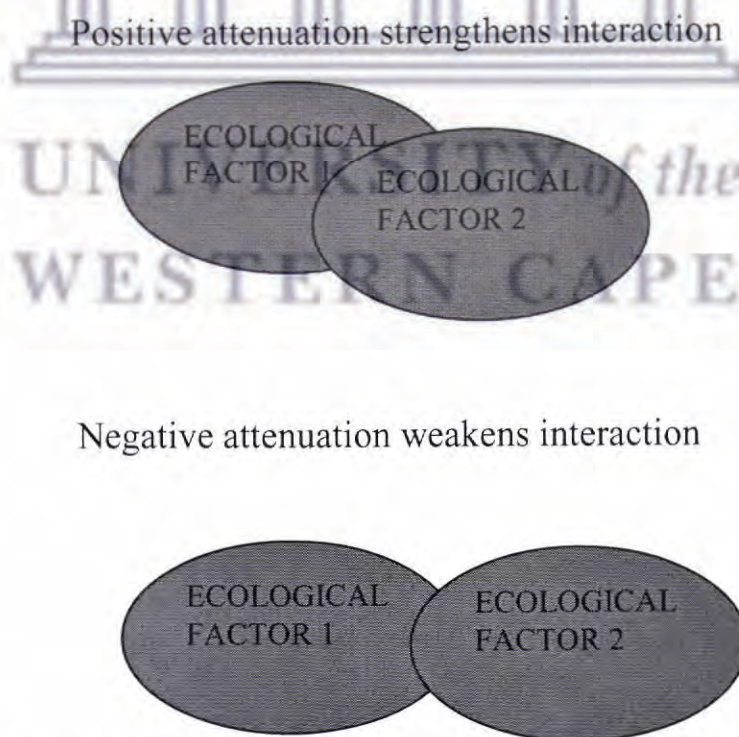 Positive attenuation strengthens interaction
ECOLOGICAL
FACTOR 1
ECOLOGICAL
FACTOR 2
UNIVERSITY of the
WESTERN CAPE
Negative attenuation weakens interaction
ECOLOGICAL
FACTOR 1
ECOLOGICAL
FACTOR 2